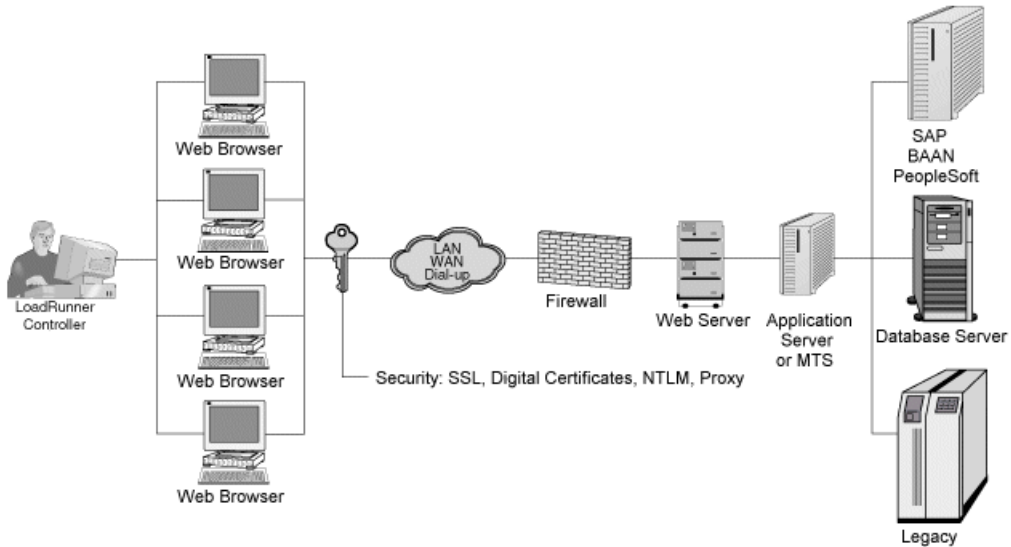 LoadRunner
Controller
Web Browser
Web Browser
Web Browser
Web Browser
LAN
WAN
Dial-up
Firewall
Web Server
Application
Server
or MTS
Security: SSL, Digital Certificates, NTLM, Proxy
SAP
BAAN
PeopleSoft
Database Server
Legacy